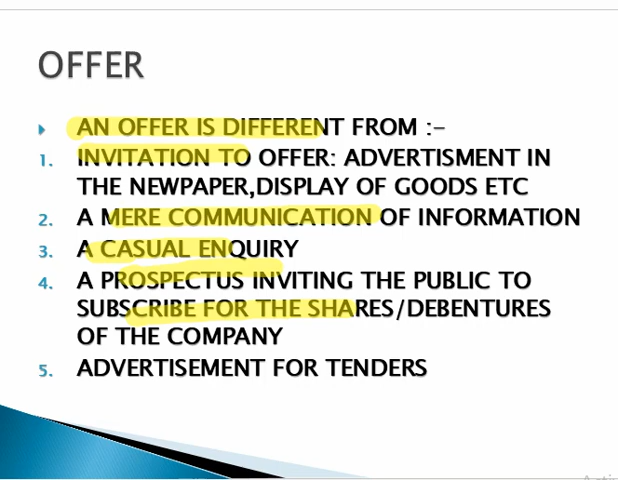 OFFER
AN OFFER IS DIFFERENT FROM :-
1. INVITATION TO OFFER: ADVERTISMENT IN
THE NEWPAPER,DISPLAY OF GOODS ETC
2. A MERE COMMUNICATION OF INFORMATION
3. A CASUAL ENQUIRY
4. A PROSPECTUS INVITING THE PUBLIC TO
SUBSCRIBE FOR THE SHARES/DEBENTURES
OF THE COMPANY
5. ADVERTISEMENT FOR TENDERS